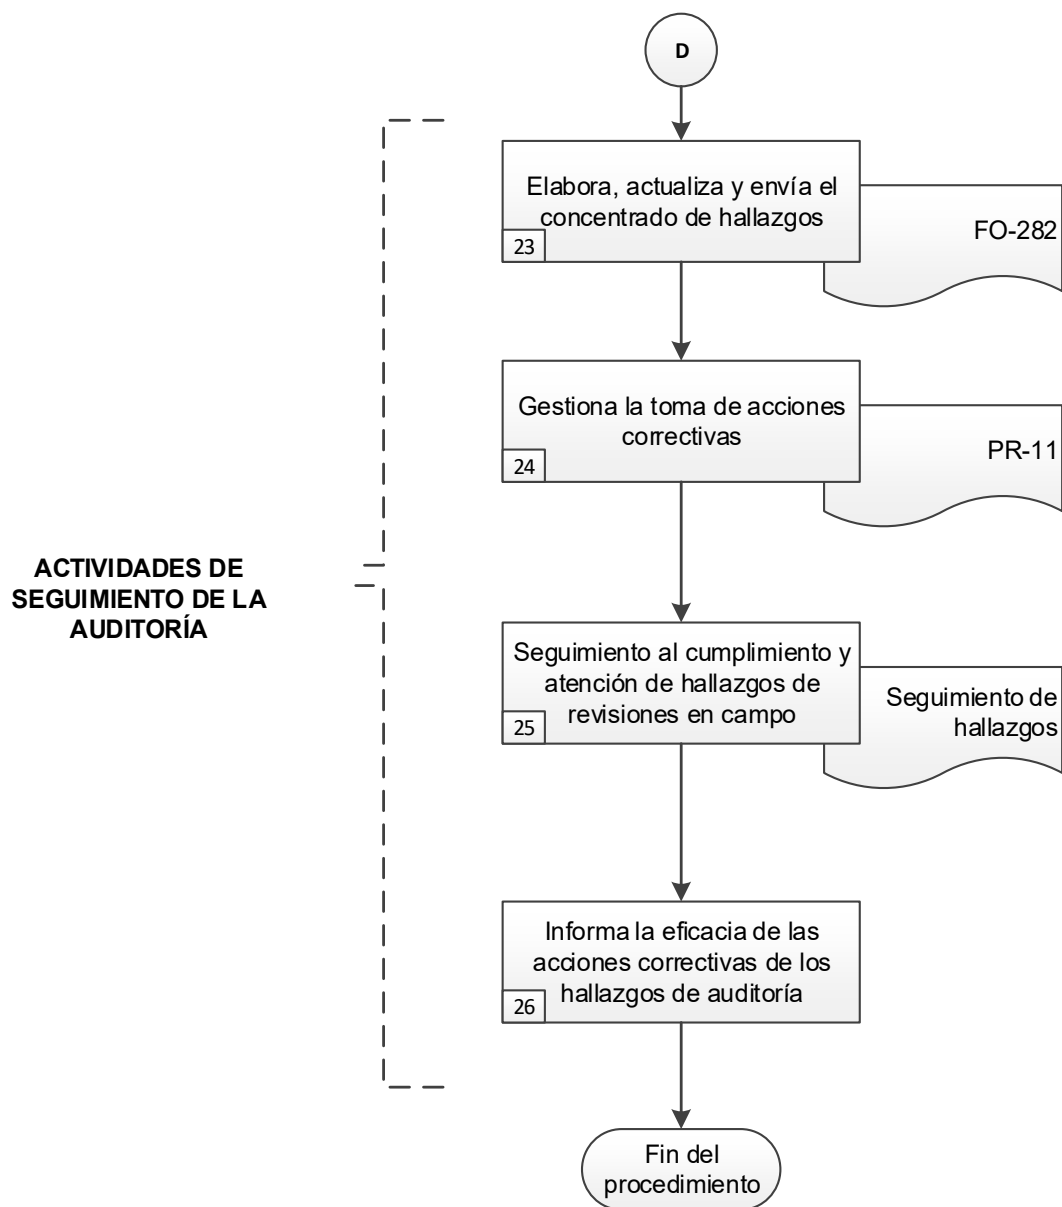 D
Elabora, actualiza y envía el
concentrado de hallazgos
23
FO-282
Gestiona la toma de acciones
correctivas
24
PR-11
ACTIVIDADES DE
SEGUIMIENTO DE LA
AUDITORÍA
Seguimiento al cumplimiento y
atención de hallazgos de
revisiones en campo
25
Seguimiento de
hallazgos
Informa la eficacia de las
acciones correctivas de los
hallazgos de auditoría
26
Fin del
procedimiento